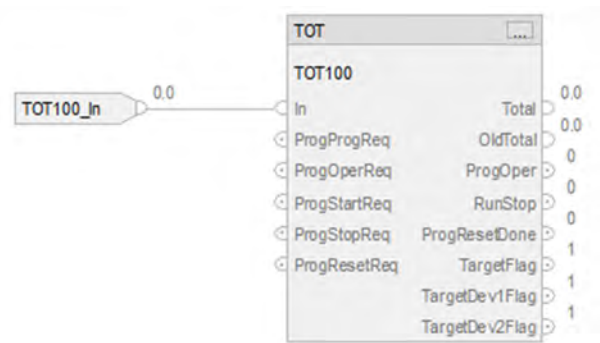 TOT ...
TOT100
TOT100_In 0.0
In Total 0.0
ProgProgReq OldTotal 0.0
ProgOperReq ProgOper 0
ProgStartReq RunStop 0
ProgStopReq ProgResetDone 0
ProgResetReq TargetFlag 1
TargetDev1Flag 1
TargetDev2Flag 1